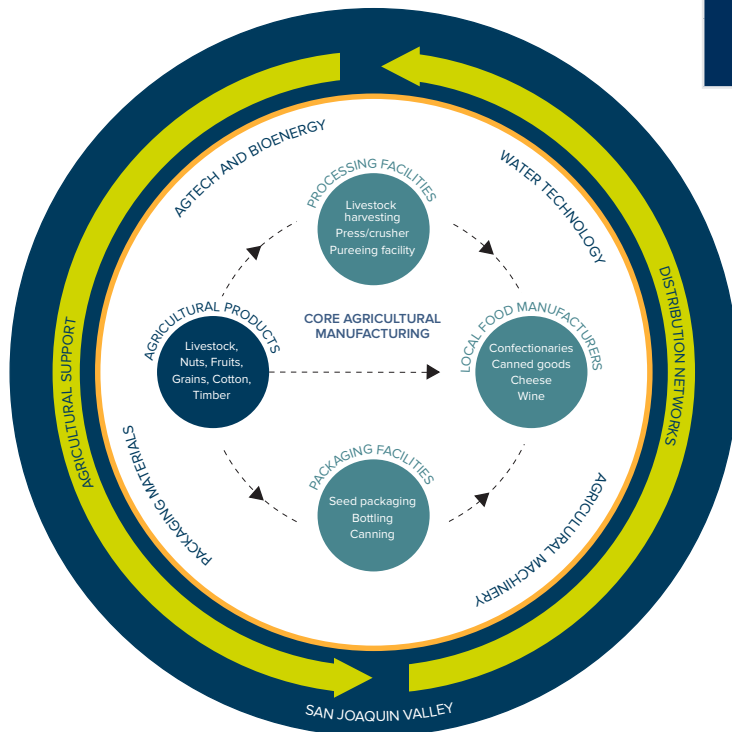 AGTECH AND BIOENERGY
WATER TECHNOLOGY
PROCESSING FACILITIES
Livestock
harvesting
Press/crusher
Pureeing facility
AGRICULTURAL SUPPORT
AGRICULTURAL PRODUCTS
Livestock,
Nuts, Fruits,
Grains, Cotton,
Timber
CORE AGRICULTURAL
MANUFACTURING
LOCAL FOOD MANUFACTURERS
Confectionaries
Canned goods
Cheese
Wine
DISTRIBUTION NETWORKS
PACKAGING MATERIALS
PACKAGING FACILITIES
Seed packaging
Bottling
Canning
AGRICULTURAL MACHINERY
SAN JOAQUIN VALLEY